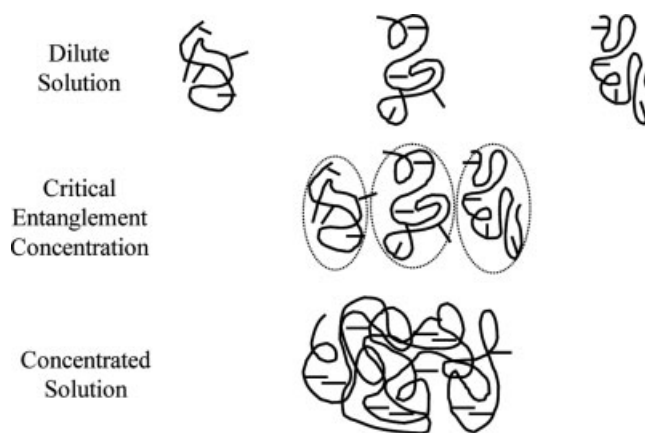 Dilute
Solution
Critical
Entanglement
Concentration
Concentrated
Solution